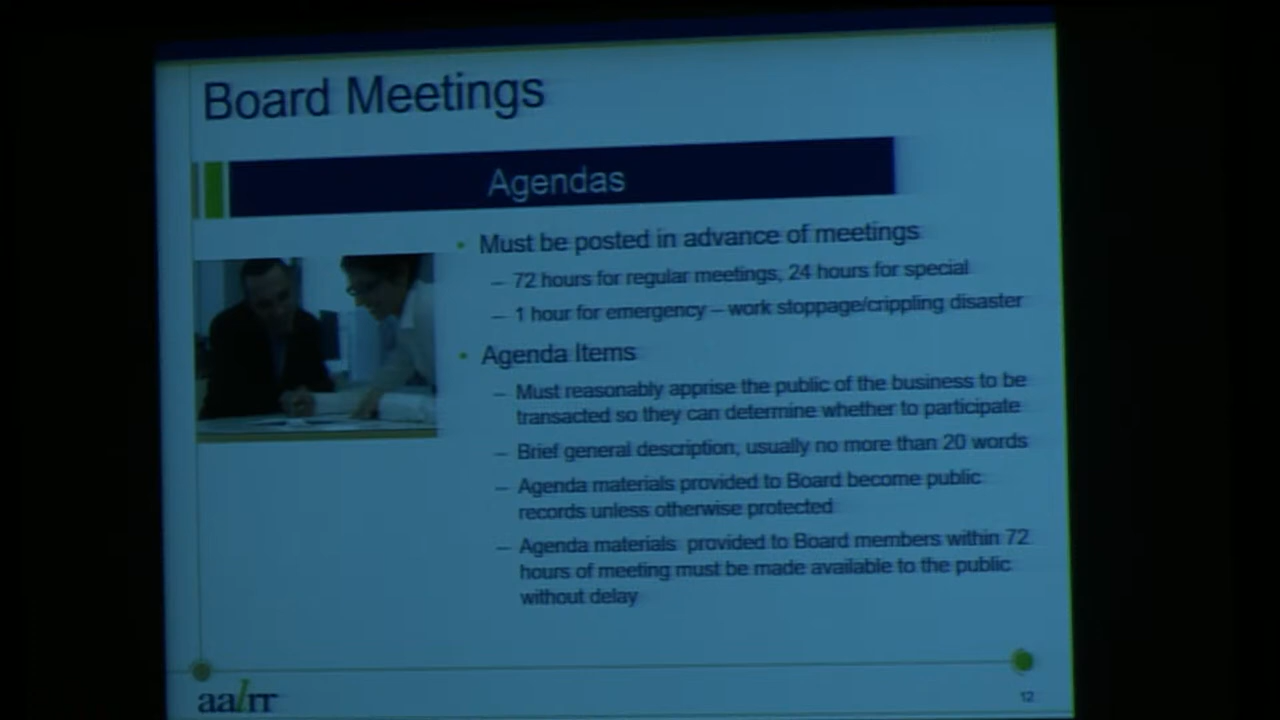 Board Meetings
Agendas
• Must be posted in advance of meetings
– 72 hours for regular meetings, 24 hours for special
– 1 hour for emergency – work stoppage/crippling disaster
• Agenda Items
– Must reasonably apprise the public of the business to be
transacted so they can determine whether to participate
– Brief general description, usually no more than 20 words
– Agenda materials provided to Board become public
records unless otherwise protected
– Agenda materials provided to Board members within 72
hours of meeting must be made available to the public
without delay
aalrr
12